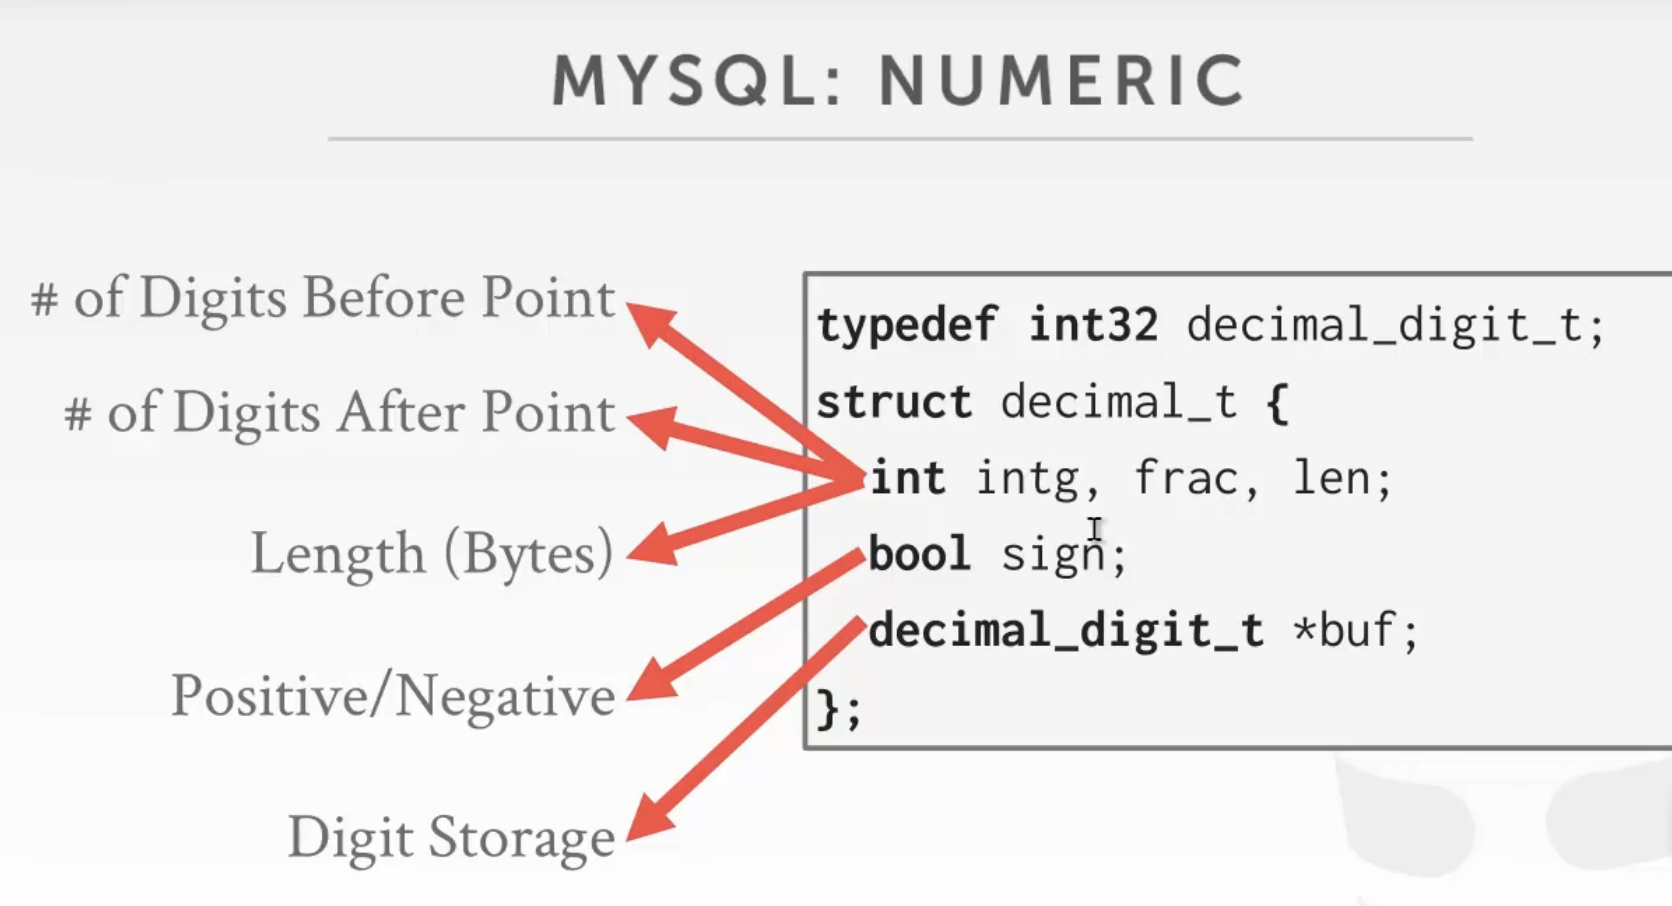 MYSQL: NUMERIC
# of Digits Before Point
# of Digits After Point
Length (Bytes)
Positive/Negative
Digit Storage
typedef int32 decimal_digit_t;
struct decimal_t {
int intg, frac, len;
bool sign;
decimal_digit_t *buf;
};